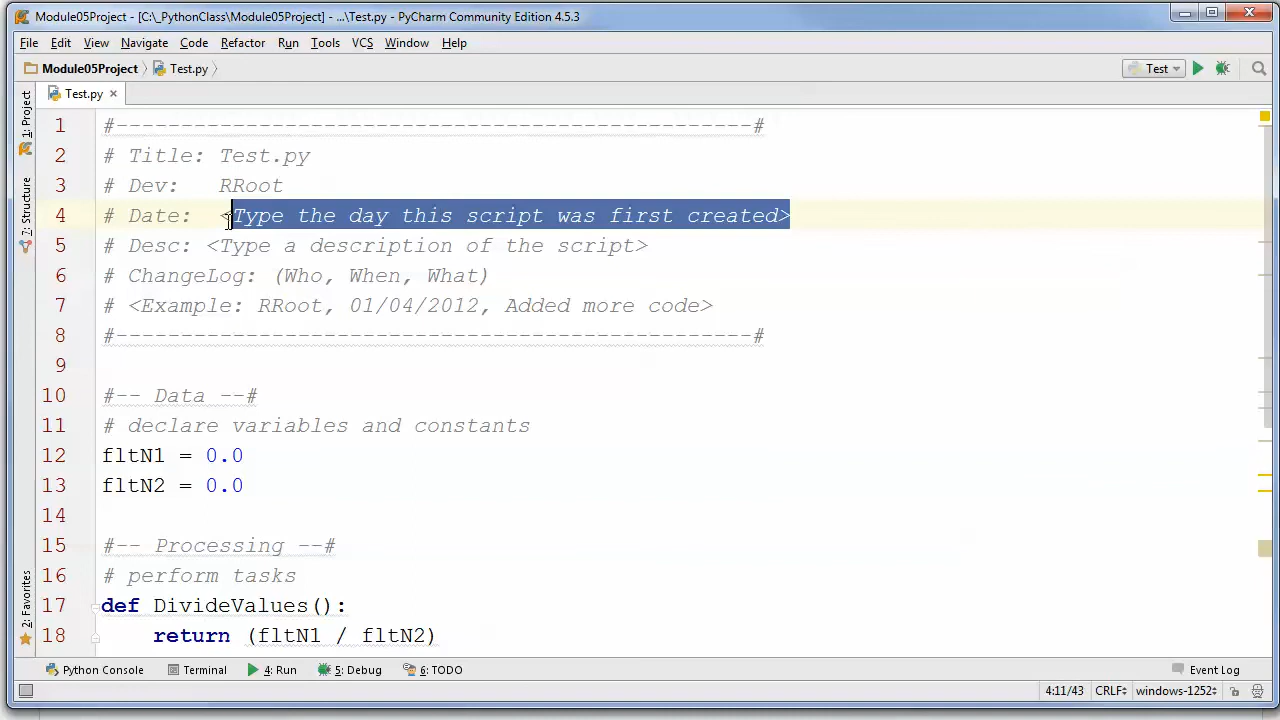 Module05Project - [C:\_PythonClass\Module05Project] - ...\Test.py - PyCharm Community Edition 4.5.3
File Edit View Navigate Code Refactor Run Tools VCS Window Help
Module05Project Test.py Test
Test.py
1: Project
7: Structure
2: Favorites
1 #-------------------------------------------------#
2 # Title: Test.py
3 # Dev:   RRoot
4 # Date:  <Type the day this script was first created>
5 # Desc: <Type a description of the script>
6 # ChangeLog: (Who, When, What)
7 # <Example: RRoot, 01/04/2012, Added more code>
8 #-------------------------------------------------#
9
10 #-- Data --#
11 # declare variables and constants
12 fltN1 = 0.0
13 fltN2 = 0.0
14
15 #-- Processing --#
16 # perform tasks
17 def DivideValues():
18     return (fltN1 / fltN2)
Python Console Terminal 4: Run 5: Debug 6: TODO Event Log
4:11/43 CRLF windows-1252